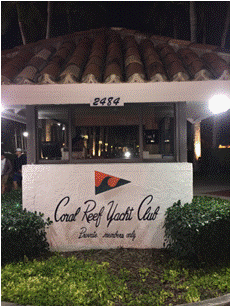 2484
Coral Reef Yacht Club
Private - members only